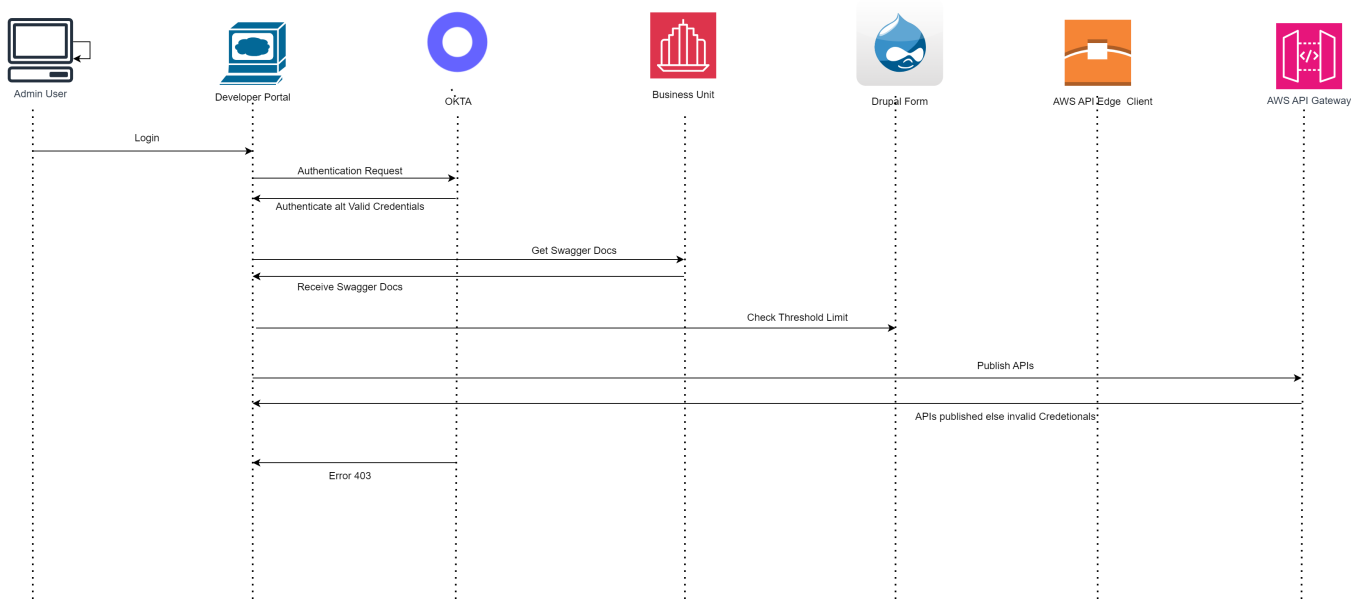 Admin User
Developer Portal
OKTA
Business Unit
Drupal Form
AWS API Edge  Client
AWS API Gateway
</>
Login
Authentication Request
Authenticate alt Valid Credentials
Get Swagger Docs
Receive Swagger Docs
Check Threshold Limit
Publish APIs
APIs published else invalid Credetionals
Error 403